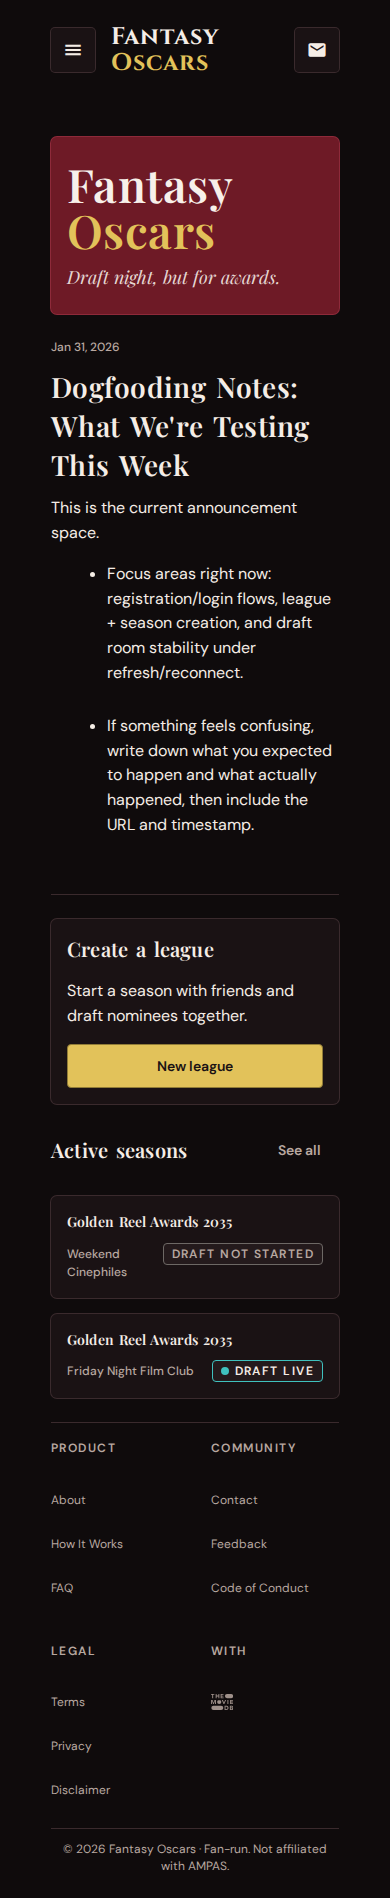 Fantasy
Oscars
Fantasy
Oscars
Draft night, but for awards.
Jan 31, 2026
Dogfooding Notes:
What We're Testing
This Week
This is the current announcement
space.
• Focus areas right now:
registration/login flows, league
+ season creation, and draft
room stability under
refresh/reconnect.
• If something feels confusing,
write down what you expected
to happen and what actually
happened, then include the
URL and timestamp.
Create a league
Start a season with friends and
draft nominees together.
New league
Active seasons See all
Golden Reel Awards 2035
Weekend
Cinephiles
DRAFT NOT STARTED
Golden Reel Awards 2035
Friday Night Film Club DRAFT LIVE
PRODUCT
About
How It Works
FAQ
COMMUNITY
Contact
Feedback
Code of Conduct
LEGAL
Terms
Privacy
Disclaimer
WITH
THE
MOVIE
DB
© 2026 Fantasy Oscars · Fan-run. Not affiliated
with AMPAS.